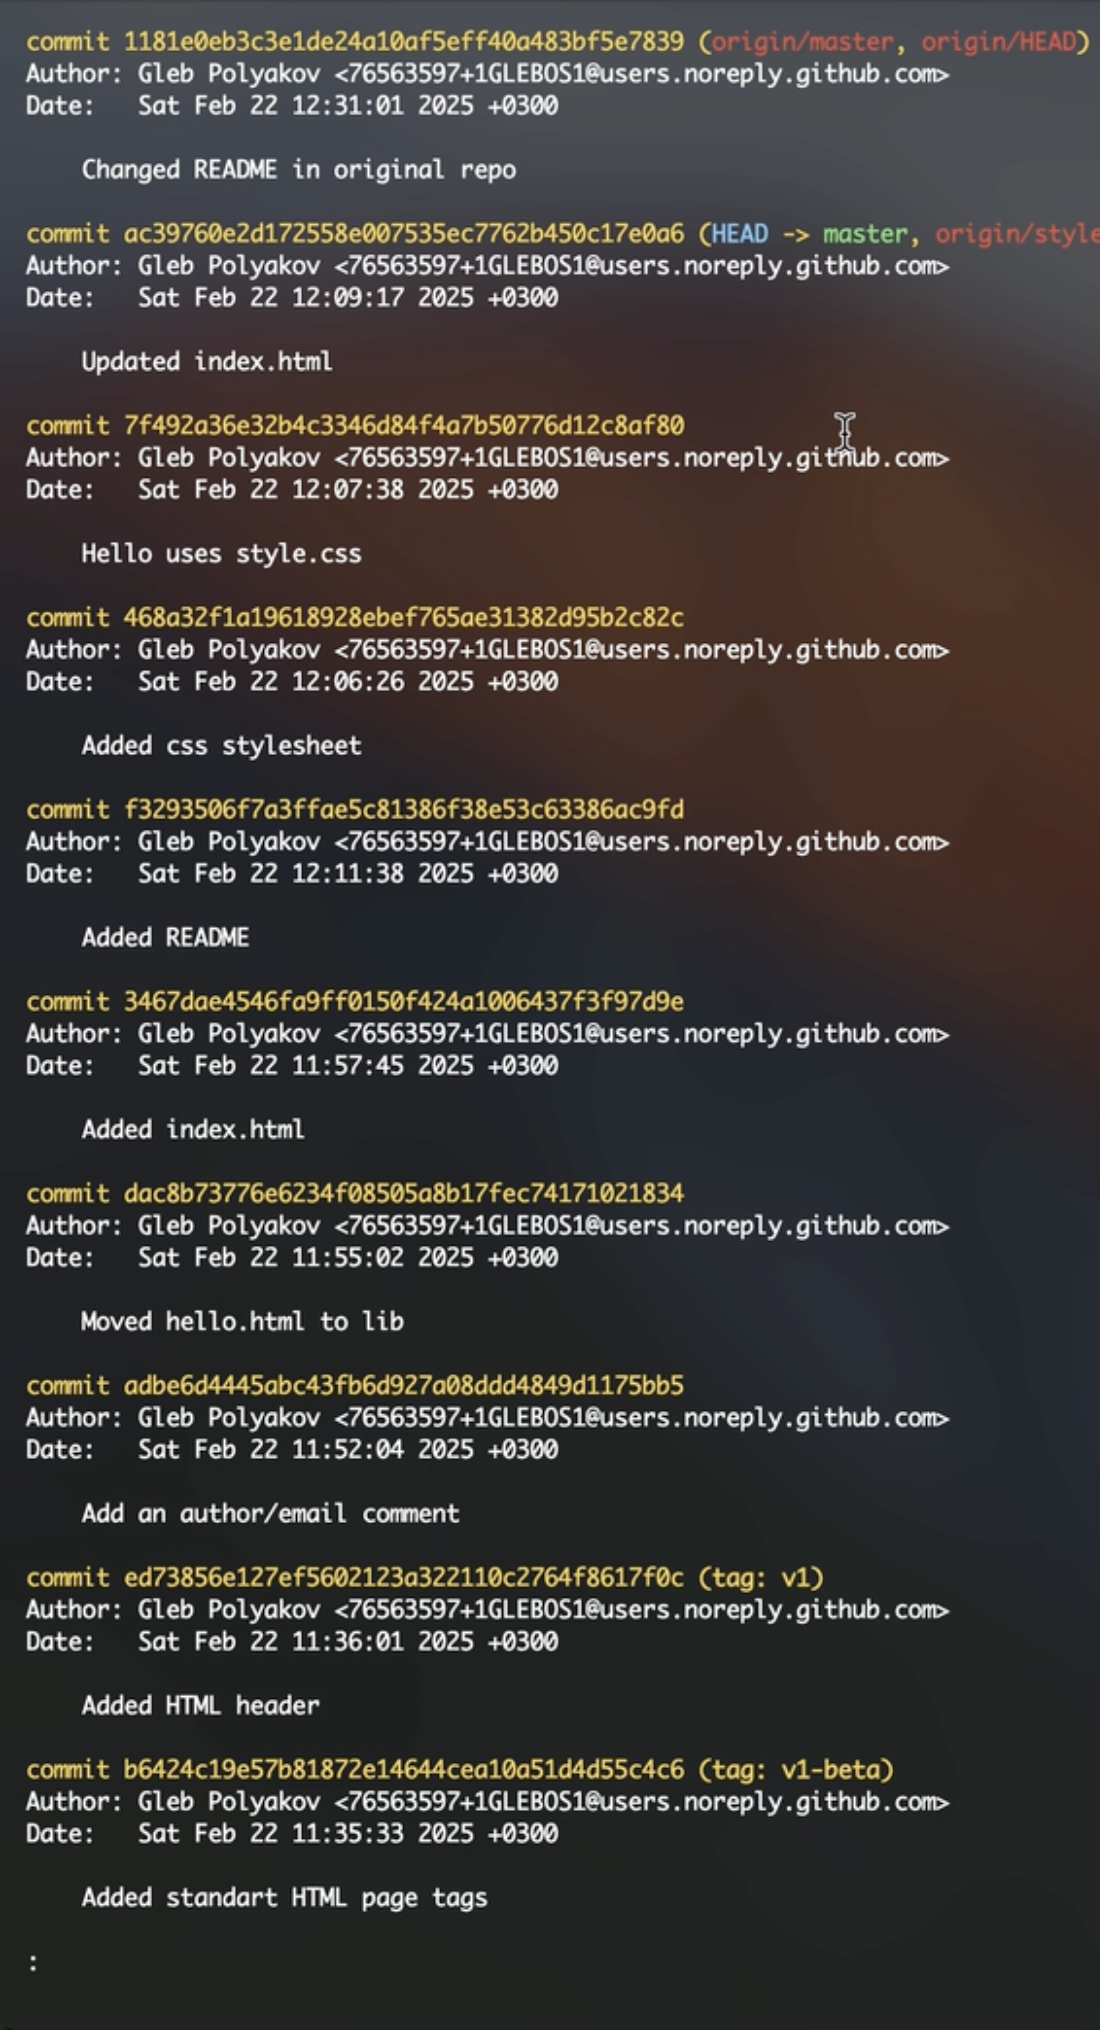 commit 1181e0eb3c3e1de24a10af5eff40a483bf5e7839 (origin/master, origin/HEAD)
Author: Gleb Polyakov <76563597+1GLEBOS1@users.noreply.github.com>
Date:   Sat Feb 22 12:31:01 2025 +0300
    Changed README in original repo
commit ac39760e2d172558e007535ec7762b450c17e0a6 (HEAD -> master, origin/style
Author: Gleb Polyakov <76563597+1GLEBOS1@users.noreply.github.com>
Date:   Sat Feb 22 12:09:17 2025 +0300
    Updated index.html
commit 7f492a36e32b4c3346d84f4a7b50776d12c8af80
Author: Gleb Polyakov <76563597+1GLEBOS1@users.noreply.github.com>
Date:   Sat Feb 22 12:07:38 2025 +0300
    Hello uses style.css
commit 468a32f1a19618928ebef765ae31382d95b2c82c
Author: Gleb Polyakov <76563597+1GLEBOS1@users.noreply.github.com>
Date:   Sat Feb 22 12:06:26 2025 +0300
    Added css stylesheet
commit f3293506f7a3ffae5c81386f38e53c63386ac9fd
Author: Gleb Polyakov <76563597+1GLEBOS1@users.noreply.github.com>
Date:   Sat Feb 22 12:11:38 2025 +0300
    Added README
commit 3467dae4546fa9ff0150f424a1006437f3f97d9e
Author: Gleb Polyakov <76563597+1GLEBOS1@users.noreply.github.com>
Date:   Sat Feb 22 11:57:45 2025 +0300
    Added index.html
commit dac8b73776e6234f08505a8b17fec74171021834
Author: Gleb Polyakov <76563597+1GLEBOS1@users.noreply.github.com>
Date:   Sat Feb 22 11:55:02 2025 +0300
    Moved hello.html to lib
commit adbe6d4445abc43fb6d927a08ddd4849d1175bb5
Author: Gleb Polyakov <76563597+1GLEBOS1@users.noreply.github.com>
Date:   Sat Feb 22 11:52:04 2025 +0300
    Add an author/email comment
commit ed73856e127ef5602123a322110c2764f8617f0c (tag: v1)
Author: Gleb Polyakov <76563597+1GLEBOS1@users.noreply.github.com>
Date:   Sat Feb 22 11:36:01 2025 +0300
    Added HTML header
commit b6424c19e57b81872e14644cea10a51d4d55c4c6 (tag: v1-beta)
Author: Gleb Polyakov <76563597+1GLEBOS1@users.noreply.github.com>
Date:   Sat Feb 22 11:35:33 2025 +0300
    Added standart HTML page tags
: